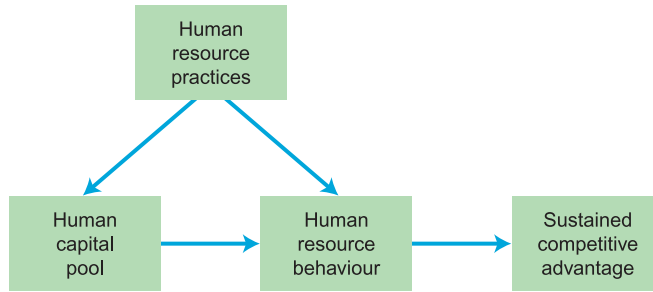 Human
resource
practices
Human
capital
pool
Human
resource
behaviour
Sustained
competitive
advantage